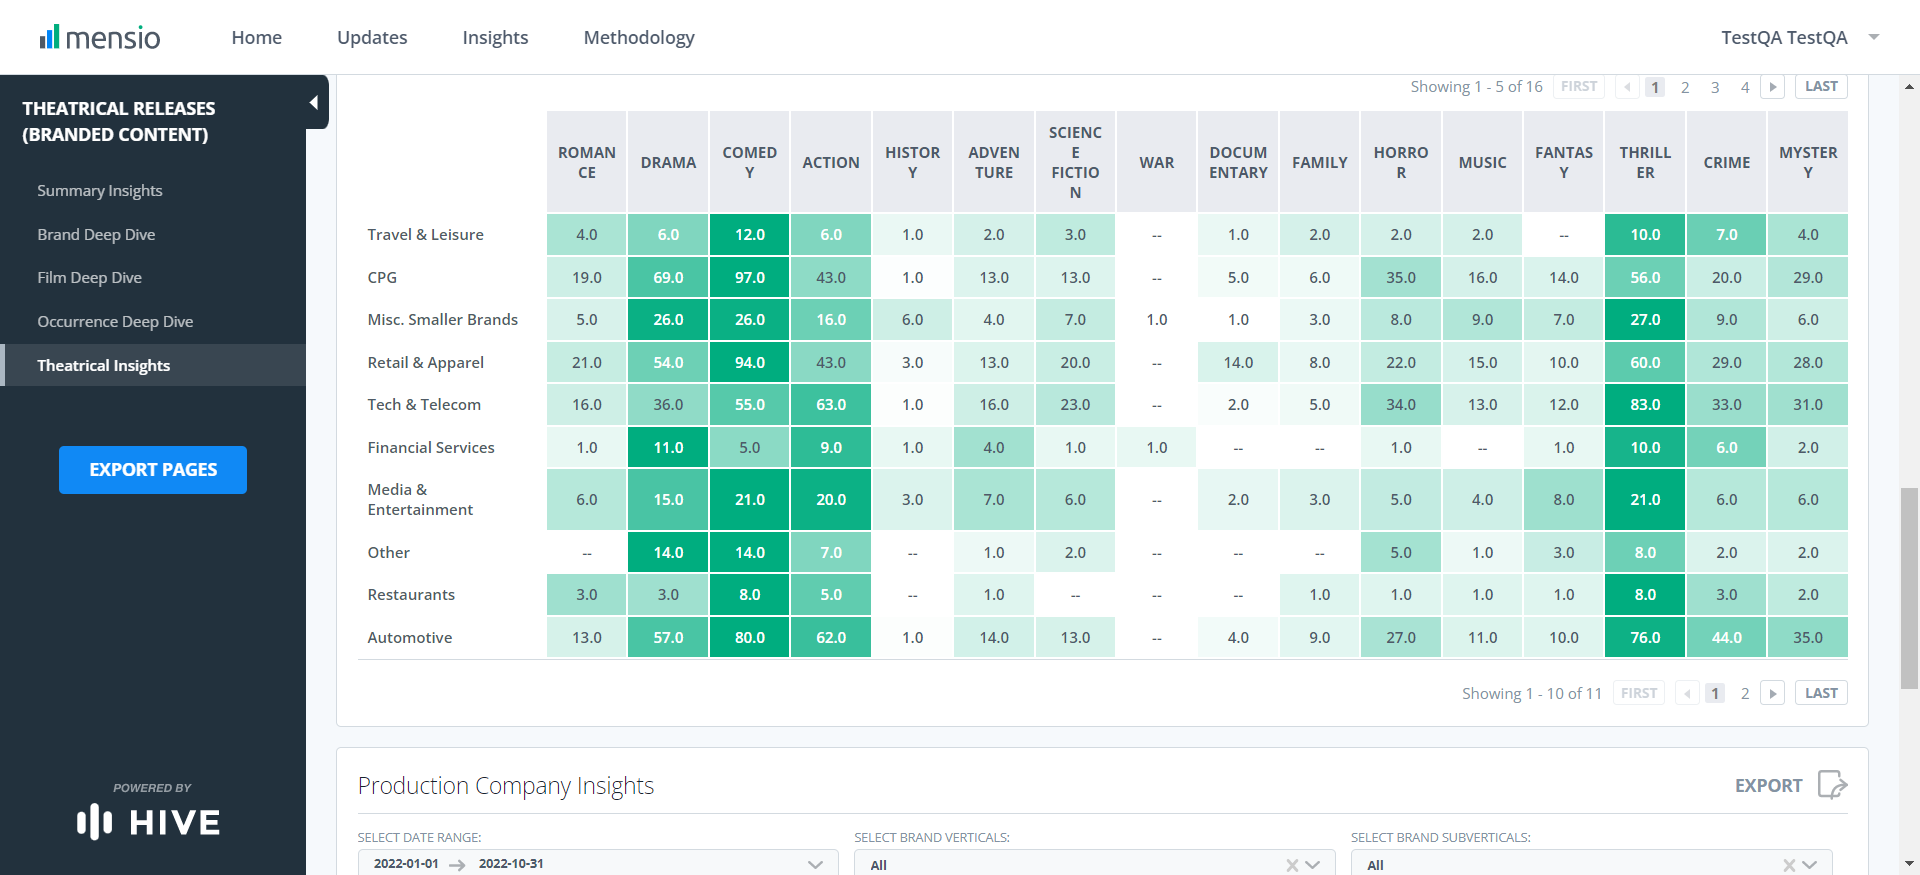 mensio
Home Updates Insights Methodology
TestQA TestQA
THEATRICAL RELEASES
(BRANDED CONTENT)
Summary Insights
Brand Deep Dive
Film Deep Dive
Occurrence Deep Dive
Theatrical Insights
EXPORT PAGES
POWERED BY
HIVE
Showing 1 - 5 of 16 FIRST 1 2 3 4 LAST
ROMAN
CE
DRAMA
COMED
Y
ACTION
HISTOR
Y
ADVEN
TURE
SCIENC
E
FICTIO
N
WAR
DOCUM
ENTARY
FAMILY
HORRO
R
MUSIC
FANTAS
Y
THRILL
ER
CRIME
MYSTER
Y
Travel & Leisure 4.0 6.0 12.0 6.0 1.0 2.0 3.0 -- 1.0 2.0 2.0 2.0 -- 10.0 7.0 4.0
CPG 19.0 69.0 97.0 43.0 1.0 13.0 13.0 -- 5.0 6.0 35.0 16.0 14.0 56.0 20.0 29.0
Misc. Smaller Brands 5.0 26.0 26.0 16.0 6.0 4.0 7.0 1.0 1.0 3.0 8.0 9.0 7.0 27.0 9.0 6.0
Retail & Apparel 21.0 54.0 94.0 43.0 3.0 13.0 20.0 -- 14.0 8.0 22.0 15.0 10.0 60.0 29.0 28.0
Tech & Telecom 16.0 36.0 55.0 63.0 1.0 16.0 23.0 -- 2.0 5.0 34.0 13.0 12.0 83.0 33.0 31.0
Financial Services 1.0 11.0 5.0 9.0 1.0 4.0 1.0 1.0 -- -- 1.0 -- 1.0 10.0 6.0 2.0
Media &
Entertainment 6.0 15.0 21.0 20.0 3.0 7.0 6.0 -- 2.0 3.0 5.0 4.0 8.0 21.0 6.0 6.0
Other -- 14.0 14.0 7.0 -- 1.0 2.0 -- -- -- 5.0 1.0 3.0 8.0 2.0 2.0
Restaurants 3.0 3.0 8.0 5.0 -- 1.0 -- -- -- 1.0 1.0 1.0 1.0 8.0 3.0 2.0
Automotive 13.0 57.0 80.0 62.0 1.0 14.0 13.0 -- 4.0 9.0 27.0 11.0 10.0 76.0 44.0 35.0
Showing 1 - 10 of 11 FIRST 1 2 LAST
Production Company Insights
EXPORT
SELECT DATE RANGE: SELECT BRAND VERTICALS: SELECT BRAND SUBVERTICALS:
2022-01-01 → 2022-10-31 All All